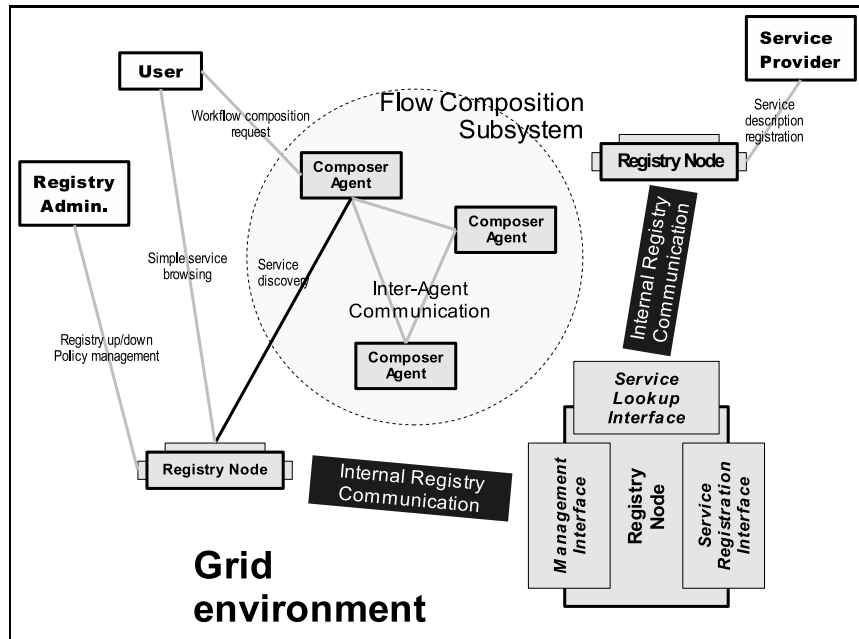 Service
Provider
User
Flow Composition
Subsystem
Service
description
registration
Workflow composition
request
Registry Node
Composer
Agent
Registry
Admin.
Composer
Agent
Internal Registry
Communication
Simple service
browsing
Service
discovery
Inter-Agent
Communication
Registry up/down
Policy management
Composer
Agent
Service
Lookup
Interface
Registry Node
Internal Registry
Communication
Management
Interface
Registry
Node
Service
Registration
Interface
Grid
environment